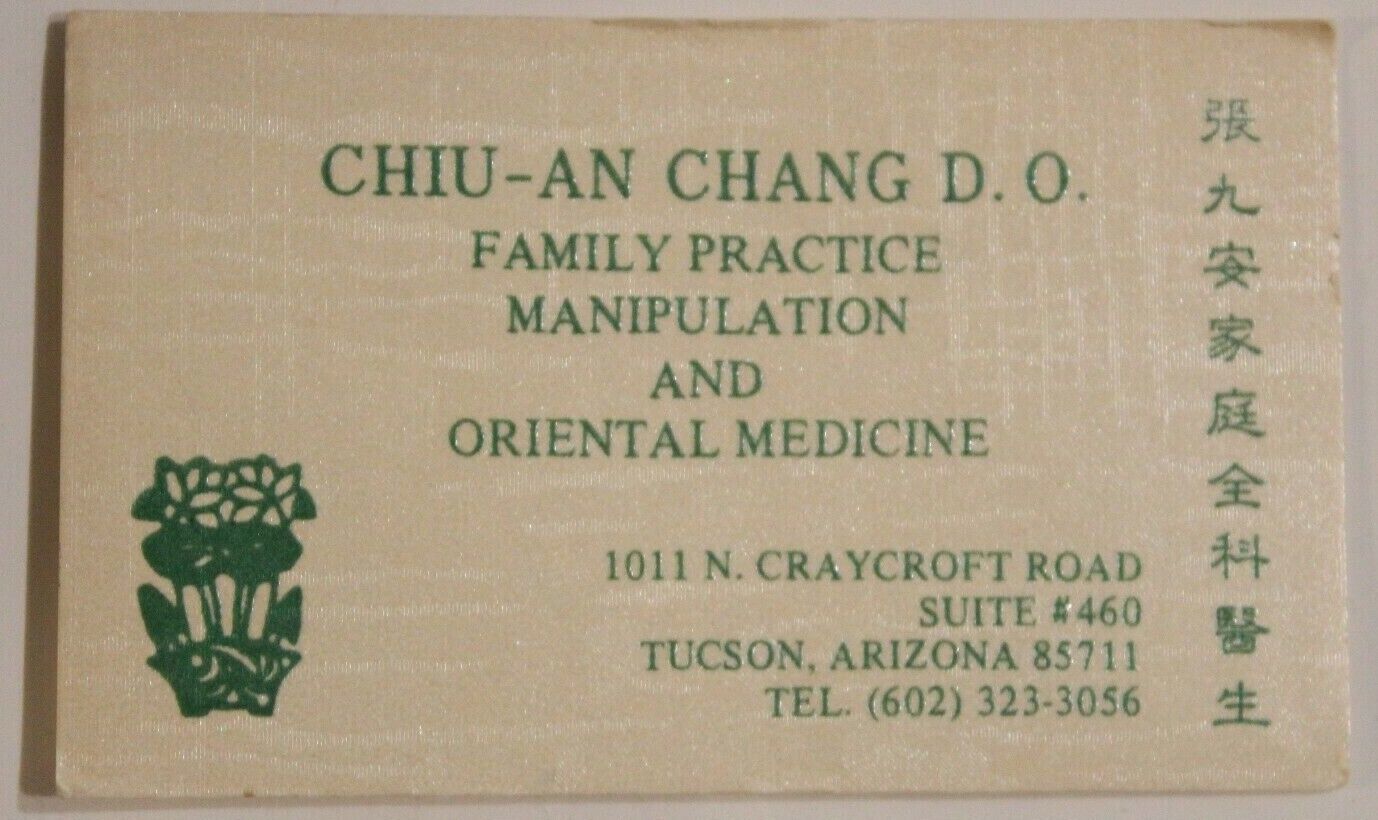 CHIU-AN CHANG D. O.
FAMILY PRACTICE
MANIPULATION
AND
ORIENTAL MEDICINE
1011 N. CRAYCROFT ROAD
SUITE #460
TUCSON, ARIZONA 85711
TEL. (602) 323-3056
張九安家庭全科醫生